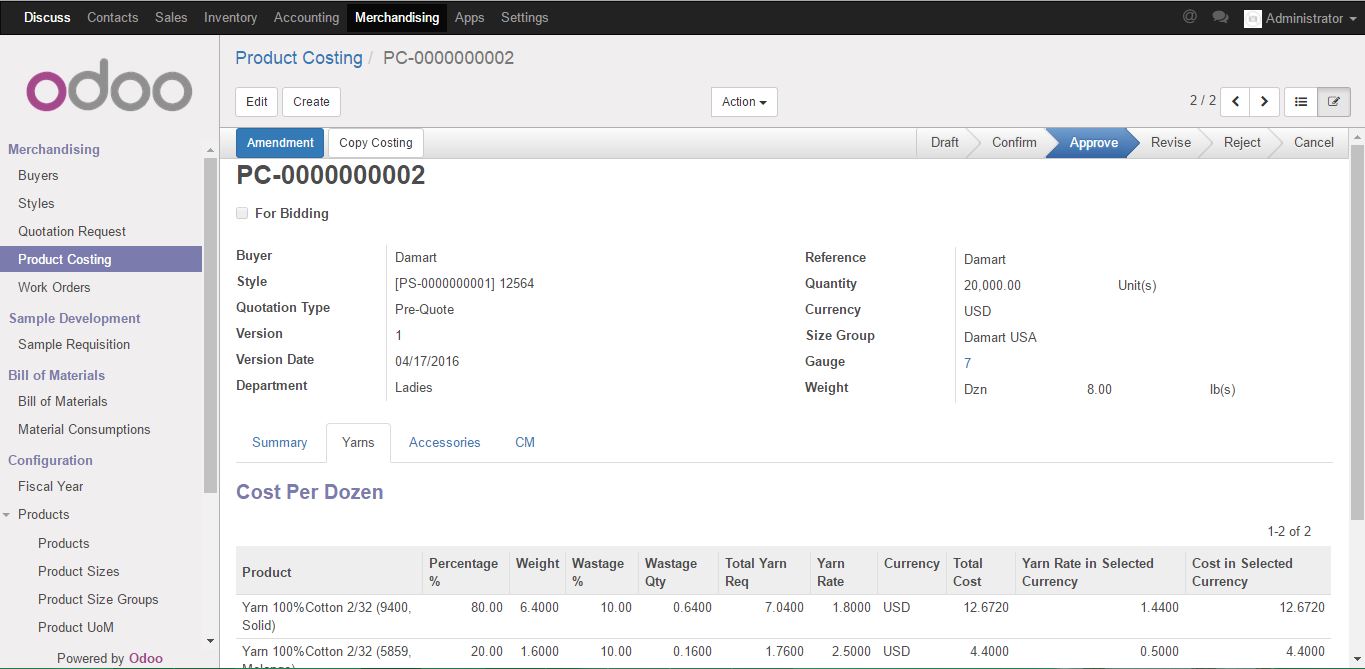 Discuss Contacts Sales Inventory Accounting Merchandising Apps Settings @ Administrator
odoo
Product Costing / PC-0000000002
Edit Create Action 2 / 2
Amendment Copy Costing Draft Confirm Approve Revise Reject Cancel
Merchandising
Buyers
Styles
Quotation Request
Product Costing
Work Orders
Sample Development
Sample Requisition
Bill of Materials
Bill of Materials
Material Consumptions
Configuration
Fiscal Year
Products
Products
Product Sizes
Product Size Groups
Product UoM
Powered by Odoo
PC-0000000002
For Bidding
Buyer Damart
Style [PS-0000000001] 12564
Quotation Type Pre-Quote
Version 1
Version Date 04/17/2016
Department Ladies
Reference Damart
Quantity 20,000.00 Unit(s)
Currency USD
Size Group Damart USA
Gauge 7
Weight Dzn 8.00 lb(s)
Summary Yarns Accessories CM
Cost Per Dozen
1-2 of 2
Product Percentage % Weight Wastage % Wastage Qty Total Yarn Req Yarn Rate Currency Total Cost Yarn Rate in Selected Currency Cost in Selected Currency
Yarn 100%Cotton 2/32 (9400, 80.00 6.4000 10.00 0.6400 7.0400 1.8000 USD 12.6720 1.4400 12.6720
Solid)
Yarn 100%Cotton 2/32 (5859, 20.00 1.6000 10.00 0.1600 1.7600 2.5000 USD 4.4000 0.5000 4.4000